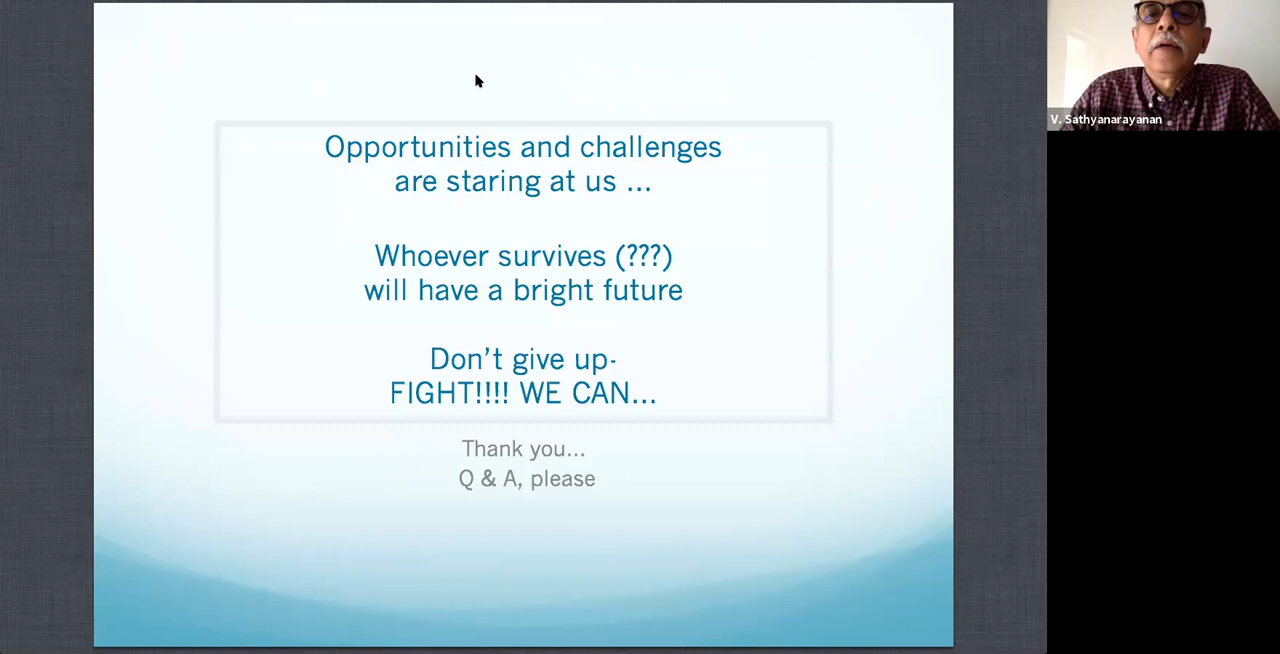 Opportunities and challenges
are staring at us ...
Whoever survives (???)
will have a bright future
Don't give up-
FIGHT!!!! WE CAN...
Thank you...
Q & A, please
V. Sathyanarayanan